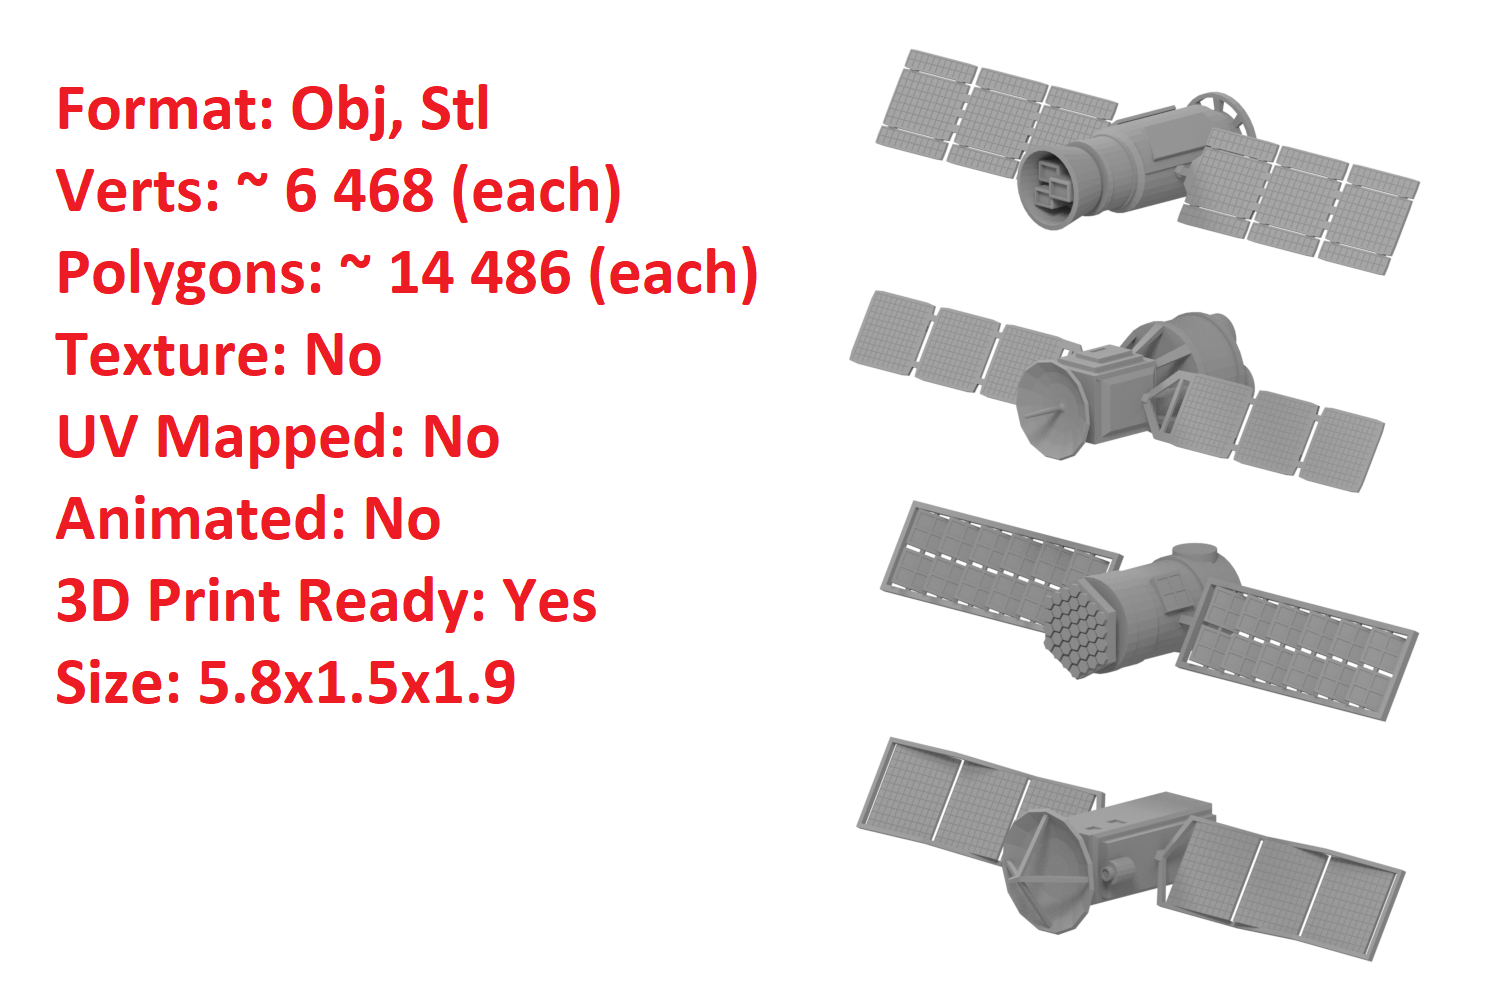 Format: Obj, Stl
Verts: ~ 6 468 (each)
Polygons: ~ 14 486 (each)
Texture: No
UV Mapped: No
Animated: No
3D Print Ready: Yes
Size: 5.8x1.5x1.9